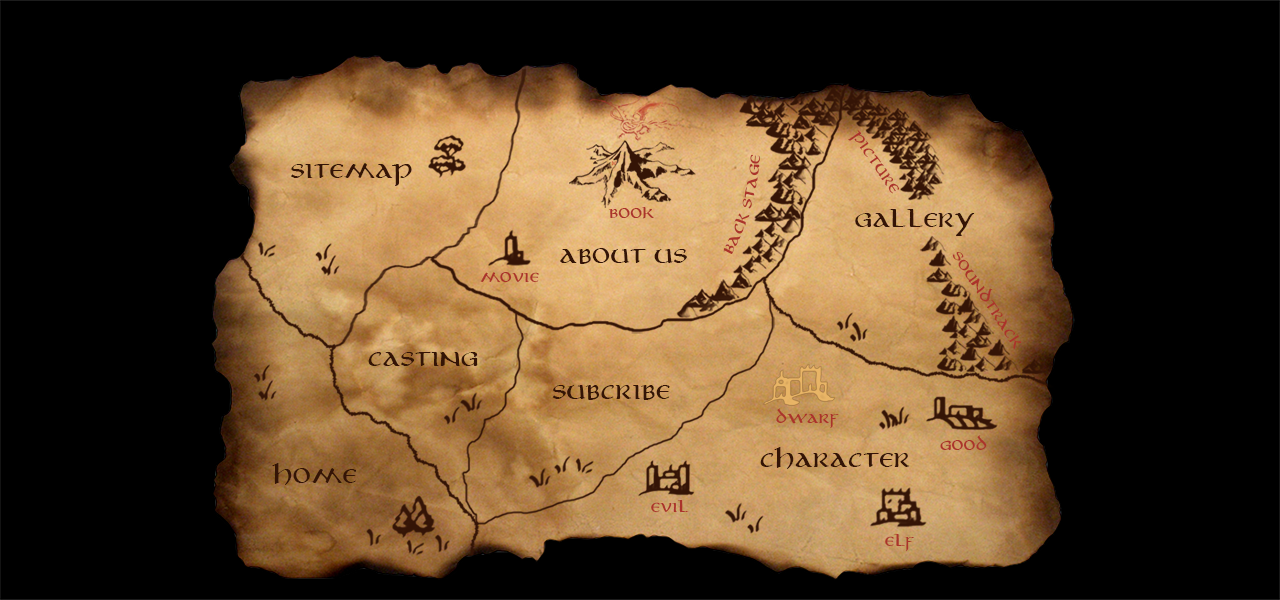 SITEMAP
BOOK
BACK STAGE
PICTURE
GALLERY
ABOUT US
MOVIE
SOUNDTRACK
CASTING
SUBCRIBE
DWARF
GOOD
CHARACTER
HOME
EVIL
ELF